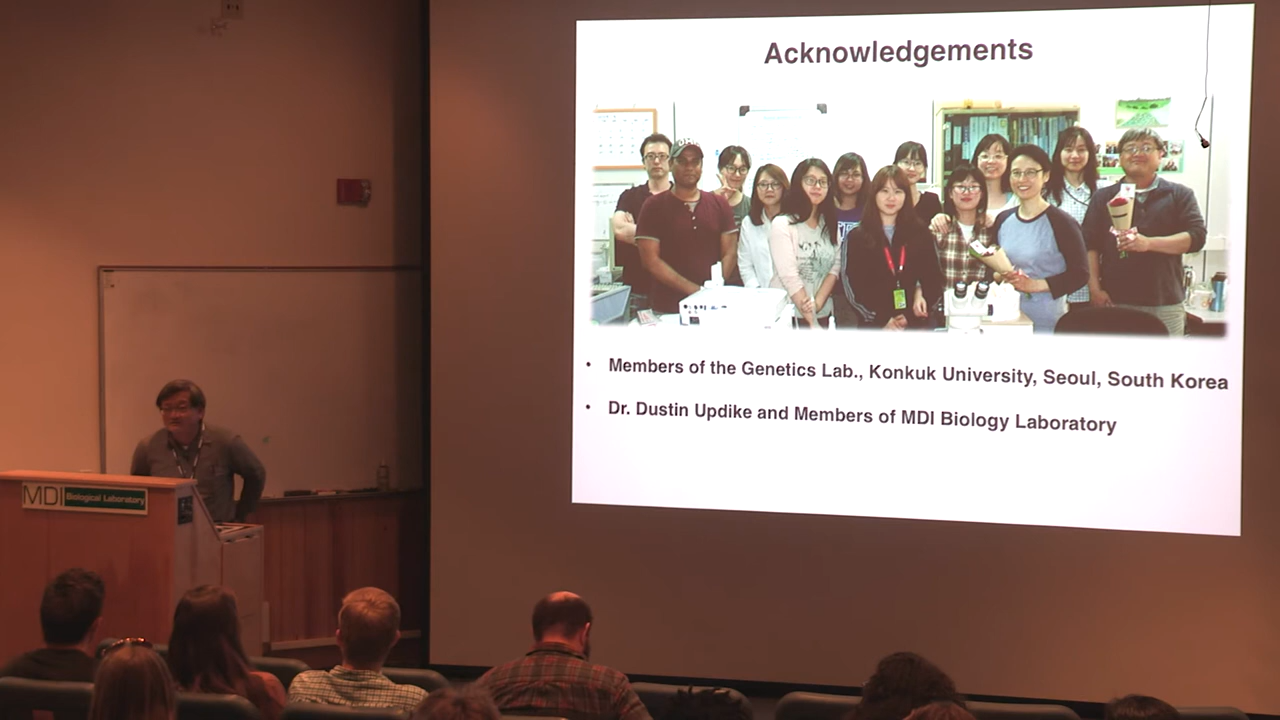 Acknowledgements
• Members of the Genetics Lab., Konkuk University, Seoul, South Korea
• Dr. Dustin Updike and Members of MDI Biology Laboratory
MDI Biological Laboratory